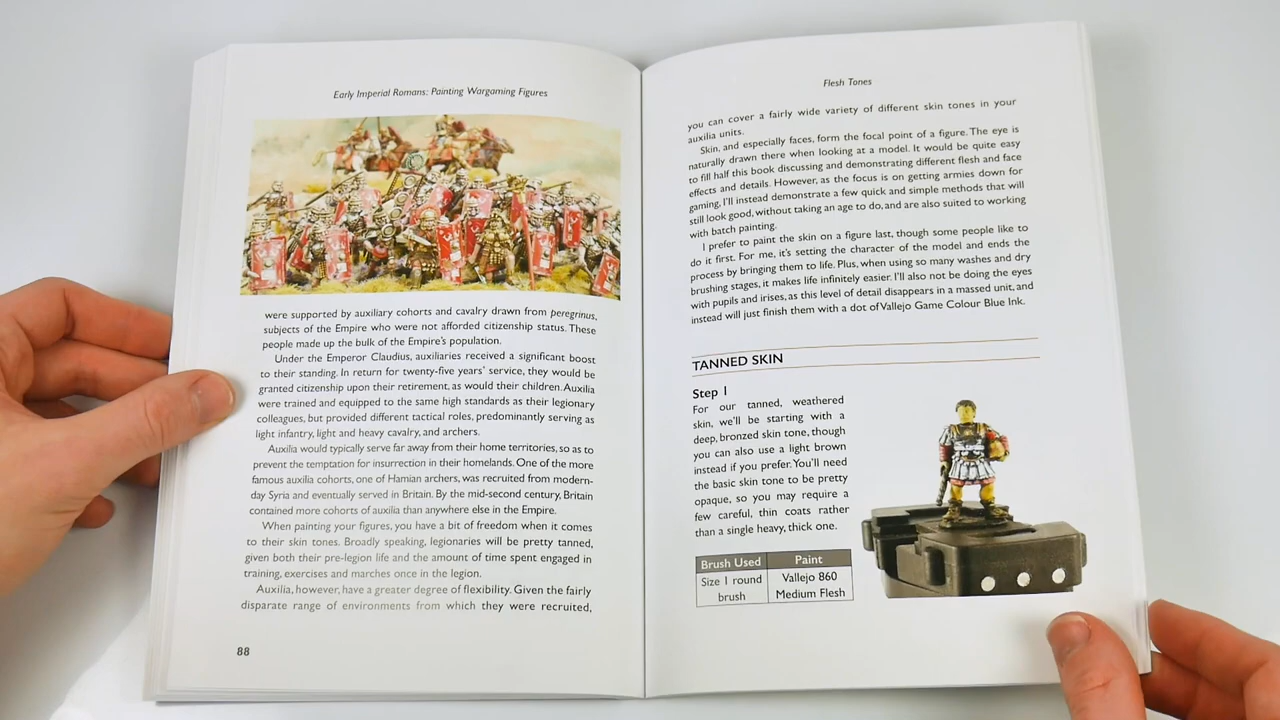 Early Imperial Romans: Painting Wargaming Figures
were supported by auxiliary cohorts and cavalry drawn from peregrinus,
subjects of the Empire who were not afforded citizenship status. These
people made up the bulk of the Empire's population.
Under the Emperor Claudius, auxiliaries received a significant boost
to their standing. In return for twenty-five years' service, they would be
granted citizenship upon their retirement, as would their children. Auxilia
were trained and equipped to the same high standards as their legionary
colleagues, but provided different tactical roles, predominantly serving as
light infantry, light and heavy cavalry, and archers.
Auxilia would typically serve far away from their home territories, so as to
prevent the temptation for insurrection in their homelands. One of the more
famous auxilia cohorts, one of Hamian archers, was recruited from modern-
day Syria and eventually served in Britain. By the mid-second century, Britain
contained more cohorts of auxilia than anywhere else in the Empire.
When painting your figures, you have a bit of freedom when it comes
to their skin tones. Broadly speaking, legionaries will be pretty tanned,
given both their pre-legion life and the amount of time spent engaged in
training, exercises and marches once in the legion.
Auxilia, however, have a greater degree of flexibility. Given the fairly
disparate range of environments from which they were recruited,
88
Flesh Tones
you can cover a fairly wide variety of different skin tones in your
auxilia units.
Skin, and especially faces, form the focal point of a figure. The eye is
naturally drawn there when looking at a model. It would be quite easy
to fill half this book discussing and demonstrating different flesh and face
effects and details. However, as the focus is on getting armies down for
gaming, I'll instead demonstrate a few quick and simple methods that will
still look good, without taking an age to do, and are also suited to working
with batch painting.
I prefer to paint the skin on a figure last, though some people like to
do it first. For me, it's setting the character of the model and ends the
process by bringing them to life. Plus, when using so many washes and dry
brushing stages, it makes life infinitely easier. I'll also not be doing the eyes
with pupils and irises, as this level of detail disappears in a massed unit, and
instead will just finish them with a dot of Vallejo Game Colour Blue Ink.
TANNED SKIN
Step 1
For our tanned, weathered
skin, we'll be starting with a
deep, bronzed skin tone, though
you can also use a light brown
instead if you prefer. You'll need
the basic skin tone to be pretty
opaque, so you may require a
few careful, thin coats rather
than a single heavy, thick one.
Brush Used Paint
Size 1 round Vallejo 860
brush Medium Flesh